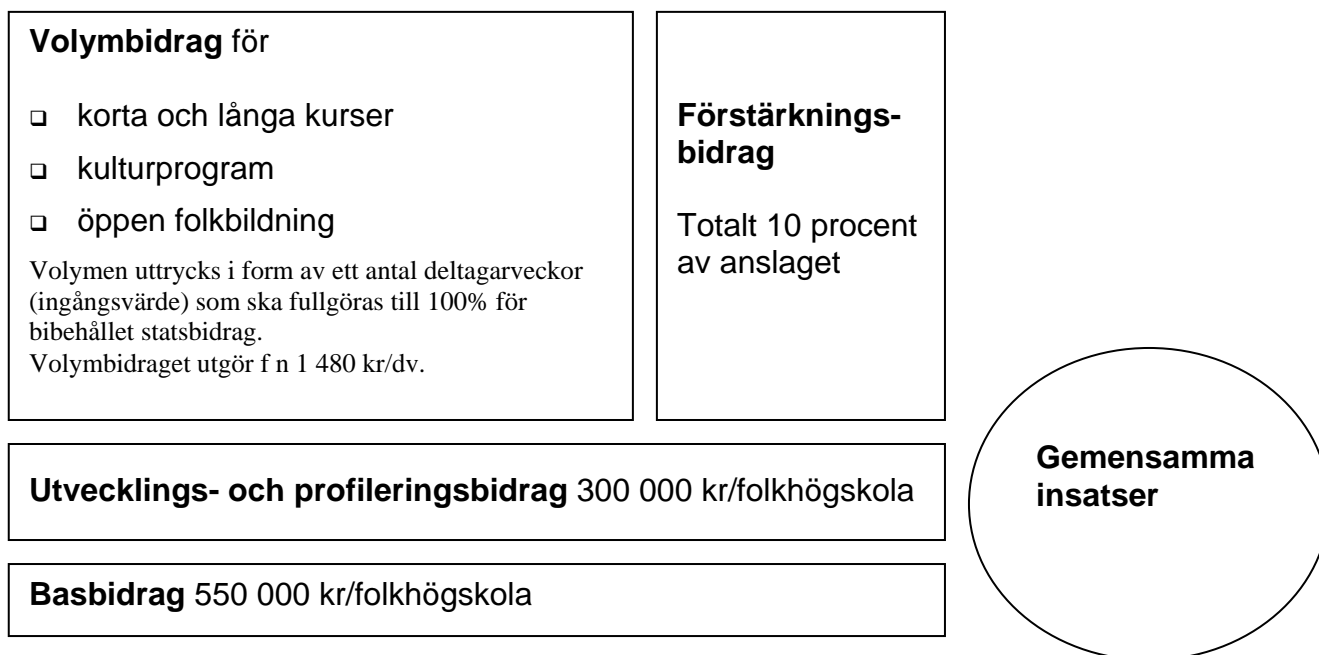 Volymbidrag för
❑ korta och långa kurser
❑ kulturprogram
❑ öppen folkbildning
Volymen uttrycks i form av ett antal deltagarveckor
(ingångsvärde) som ska fullgöras till 100% för
bibehållet statsbidrag.
Volymbidraget utgör f n 1 480 kr/dv.
Förstärknings-
bidrag
Totalt 10 procent
av anslaget
Utvecklings- och profileringsbidrag 300 000 kr/folkhögskola
Basbidrag 550 000 kr/folkhögskola
Gemensamma
insatser